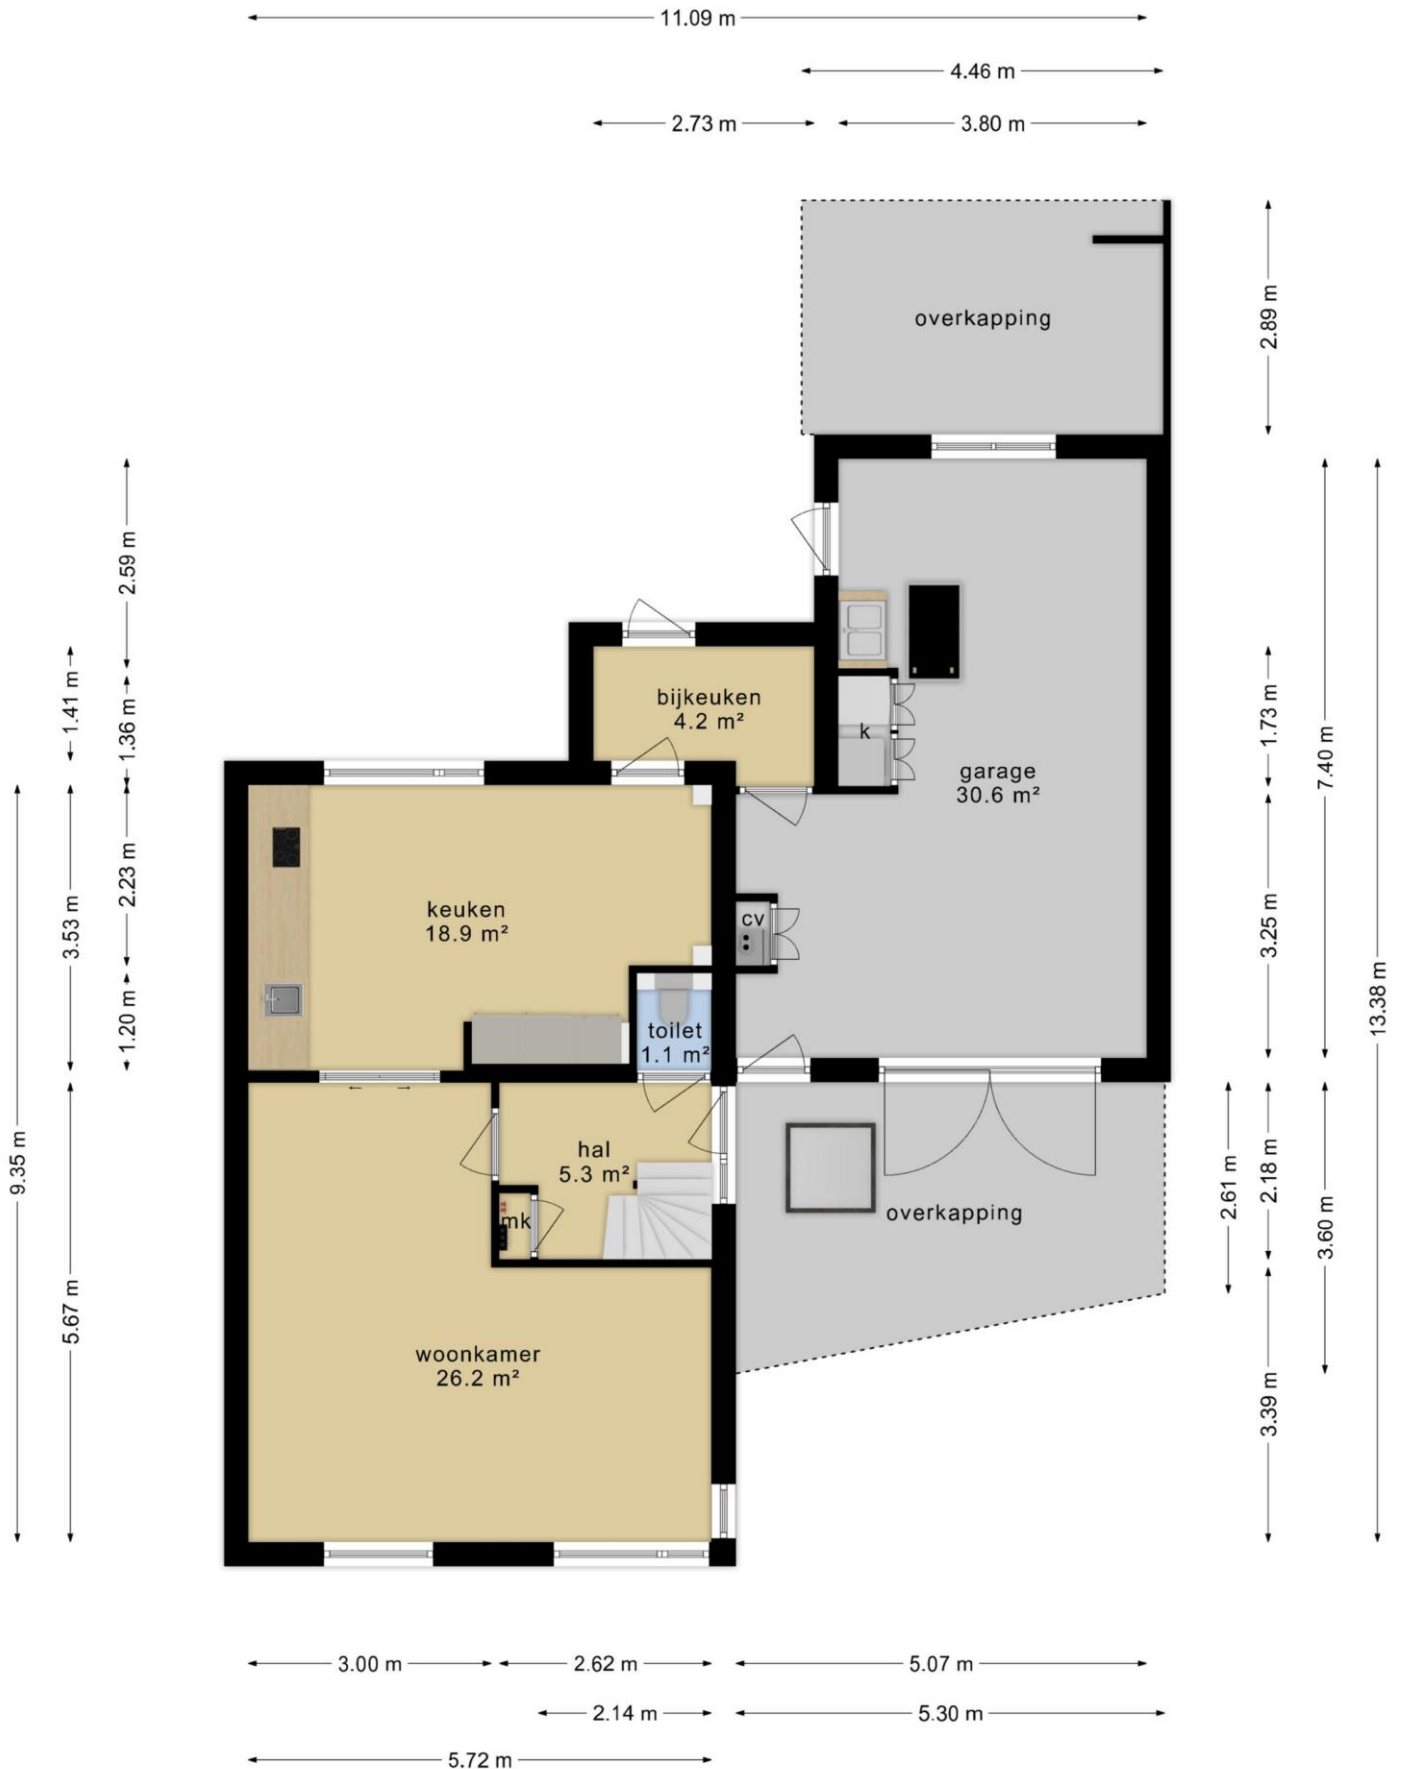 11.09 m
4.46 m
2.73 m
3.80 m
2.89 m
overkapping
2.59 m
1.41 m
1.36 m
bijkeuken
4.2 m²
k
1.73 m
7.40 m
garage
30.6 m²
2.23 m
3.53 m
keuken
18.9 m²
cv
3.25 m
13.38 m
1.20 m
toilet
1.1 m²
9.35 m
hal
5.3 m²
mk
overkapping
2.61 m
2.18 m
3.60 m
5.67 m
woonkamer
26.2 m²
3.39 m
3.00 m
2.62 m
5.07 m
2.14 m
5.30 m
5.72 m